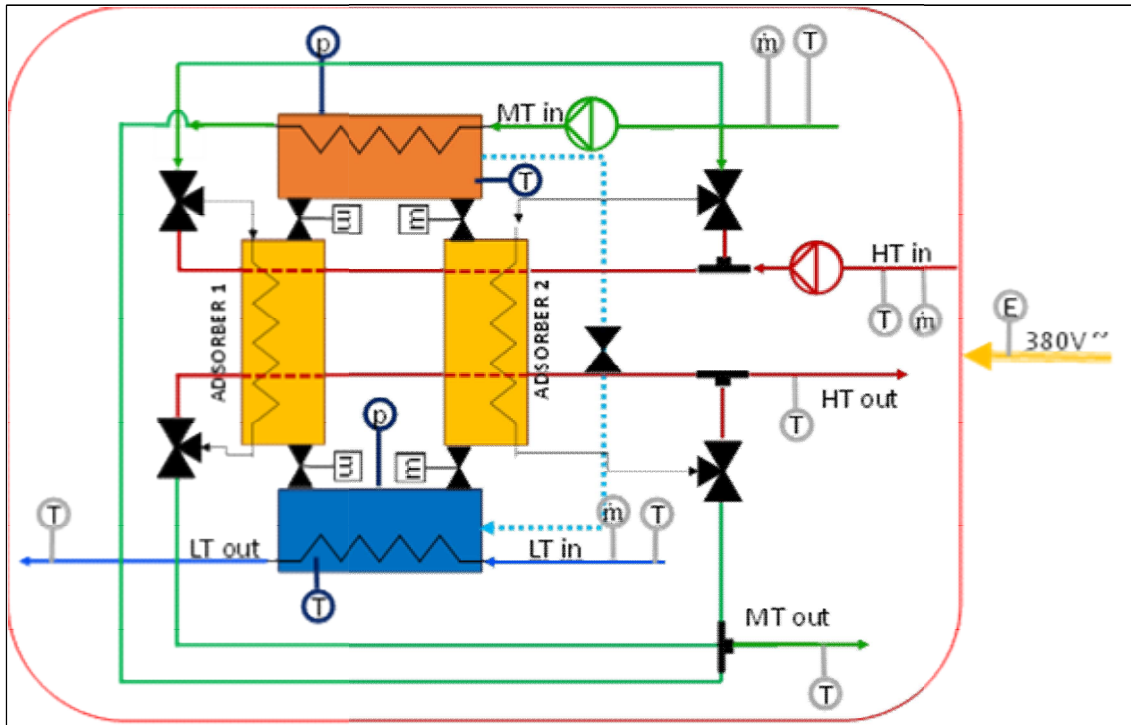 p
ṁ
T
MT in
T
m
m
HT in
T
ṁ
E
380V ~
ADSORBER 1
ADSORBER 2
HT out
T
p
m
m
T
ṁ
T
LT out
LT in
T
MT out
T